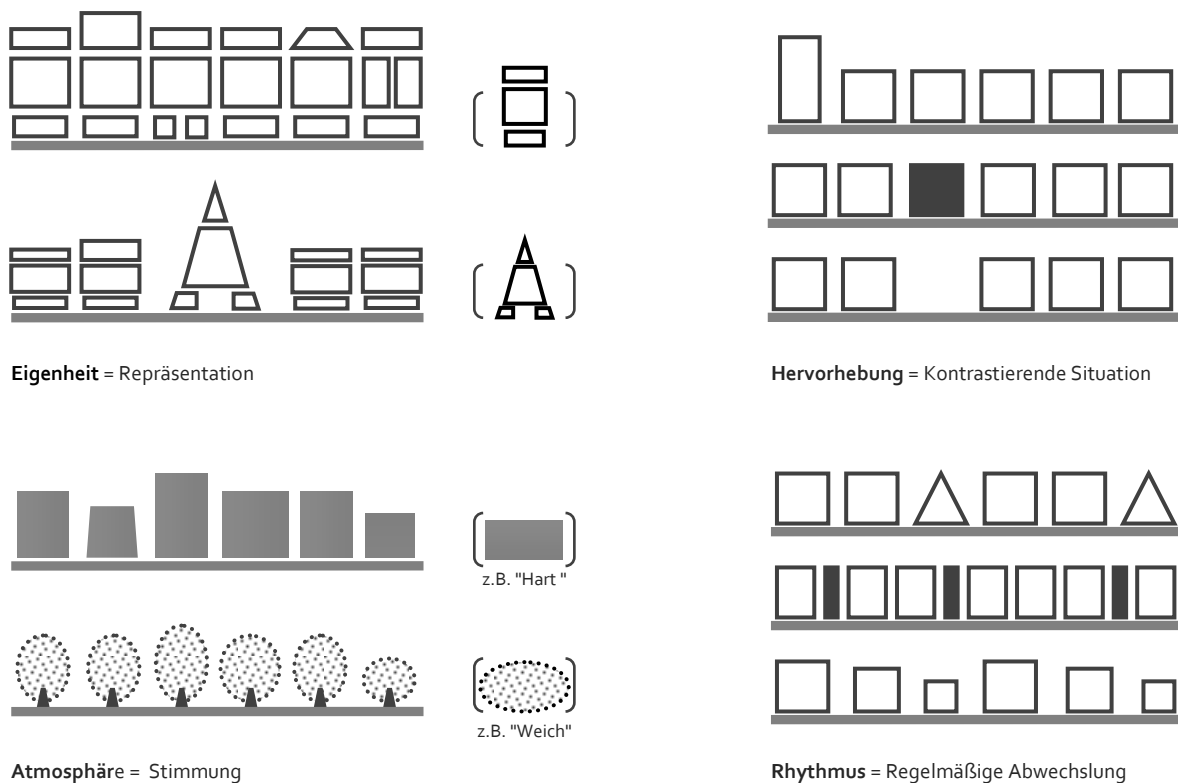 Eigenheit = Repräsentation
Hervorhebung = Kontrastierende Situation
z.B. "Hart "
z.B. "Weich"
Atmosphäre = Stimmung
Rhythmus = Regelmäßige Abwechslung